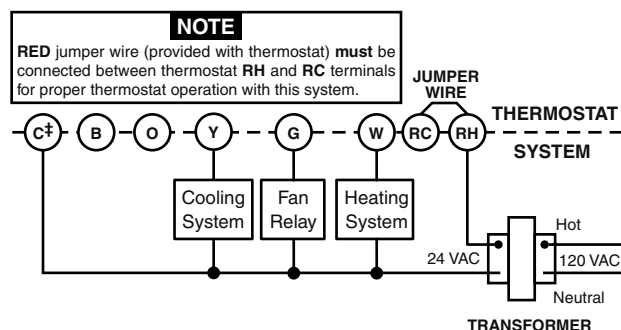 NOTE
RED jumper wire (provided with thermostat) must be
connected between thermostat RH and RC terminals
for proper thermostat operation with this system.
JUMPER
WIRE
THERMOSTAT
C‡ B O Y G W RC RH
SYSTEM
Cooling
System
Fan
Relay
Heating
System
Hot
24 VAC
120 VAC
Neutral
TRANSFORMER